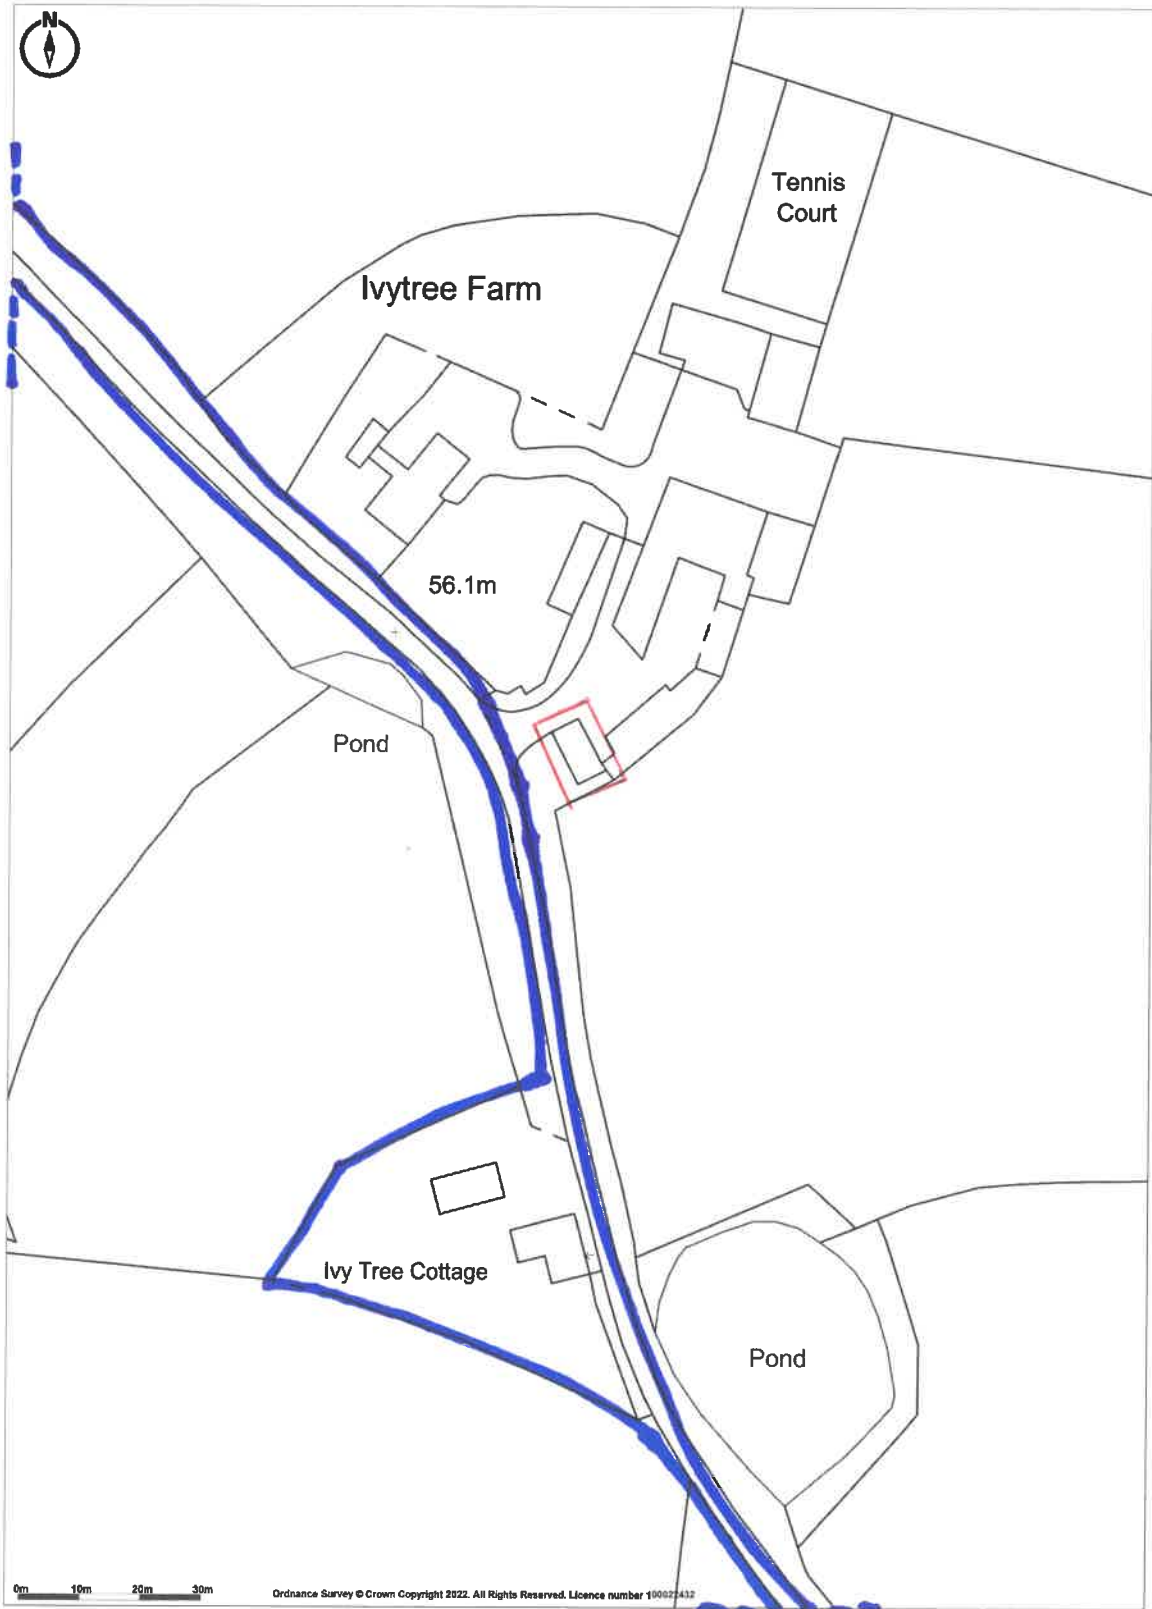 N
Tennis
Court
Ivytree Farm
56.1m
Pond
Ivy Tree Cottage
Pond
0m 10m 20m 30m
Ordnance Survey © Crown Copyright 2022. All Rights Reserved. Licence number 100022432